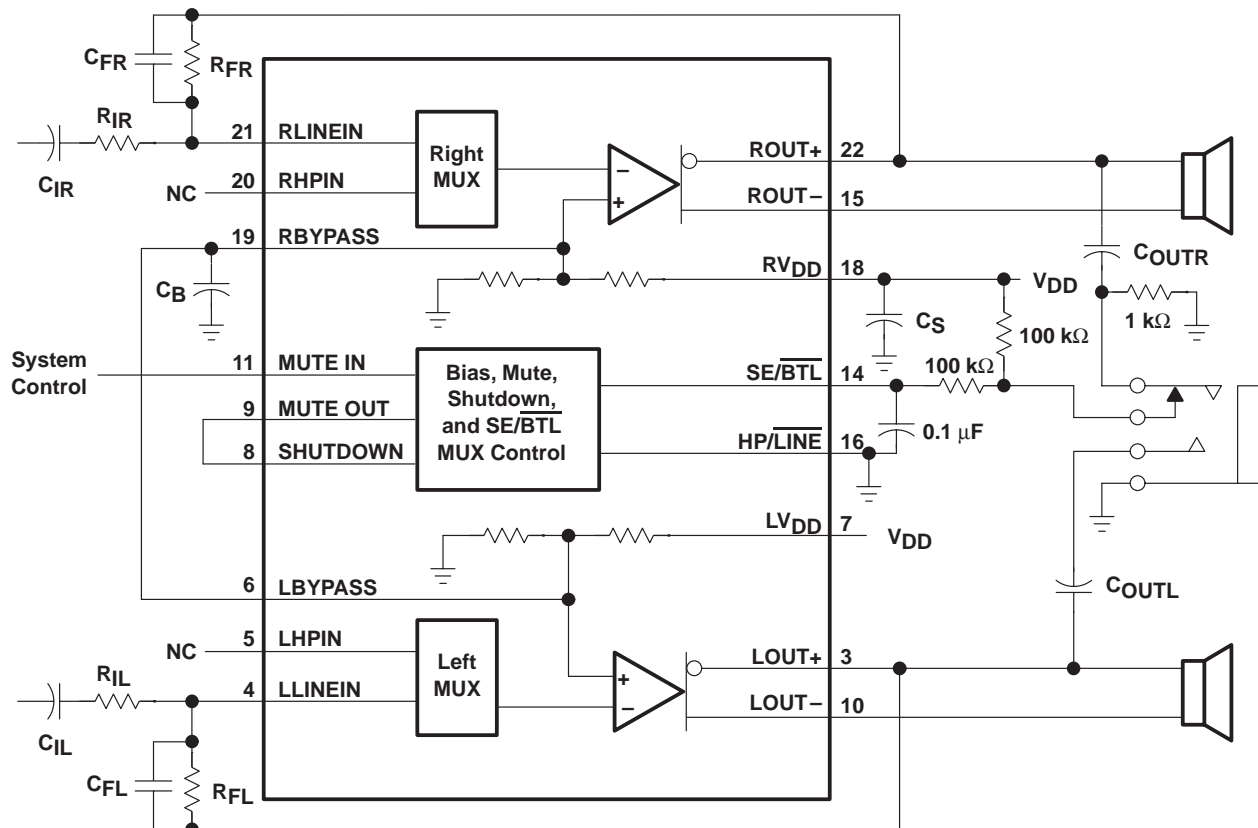 CFR
RFR
RIR
CIR
21 RLINEIN
NC 20 RHPIN
Right
MUX
−
+
ROUT+ 22
ROUT− 15
19 RBYPASS
CB
RVDD 18
VDD
COUTR
1 kΩ
CS
100 kΩ
100 kΩ
System
Control
11 MUTE IN
9 MUTE OUT
8 SHUTDOWN
Bias, Mute,
Shutdown,
and SE/BTL
MUX Control
SE/BTL 14
0.1 μF
HP/LINE 16
LVDD 7
VDD
6 LBYPASS
COUTL
NC 5 LHPIN
Left
MUX
+
−
LOUT+ 3
LOUT− 10
RIL
4 LLINEIN
CIL
CFL
RFL